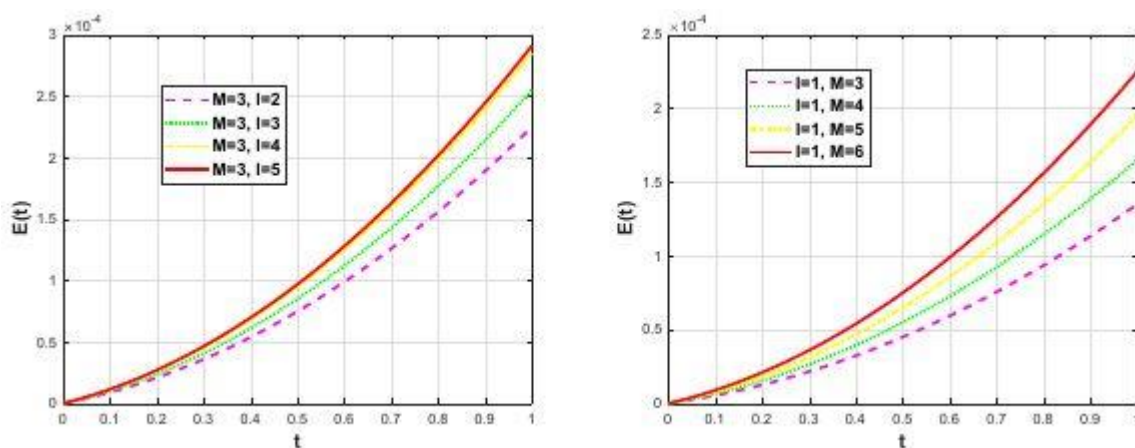 ×10⁻⁴
3
2.5
2
1.5
1
0.5
0
M=3, I=2
M=3, I=3
M=3, I=4
M=3, I=5
E(t)
0 0.1 0.2 0.3 0.4 0.5 0.6 0.7 0.8 0.9 1
t
×10⁻⁴
2.5
2
1.5
1
0.5
0
I=1, M=3
I=1, M=4
I=1, M=5
I=1, M=6
E(t)
0 0.1 0.2 0.3 0.4 0.5 0.6 0.7 0.8 0.9
t